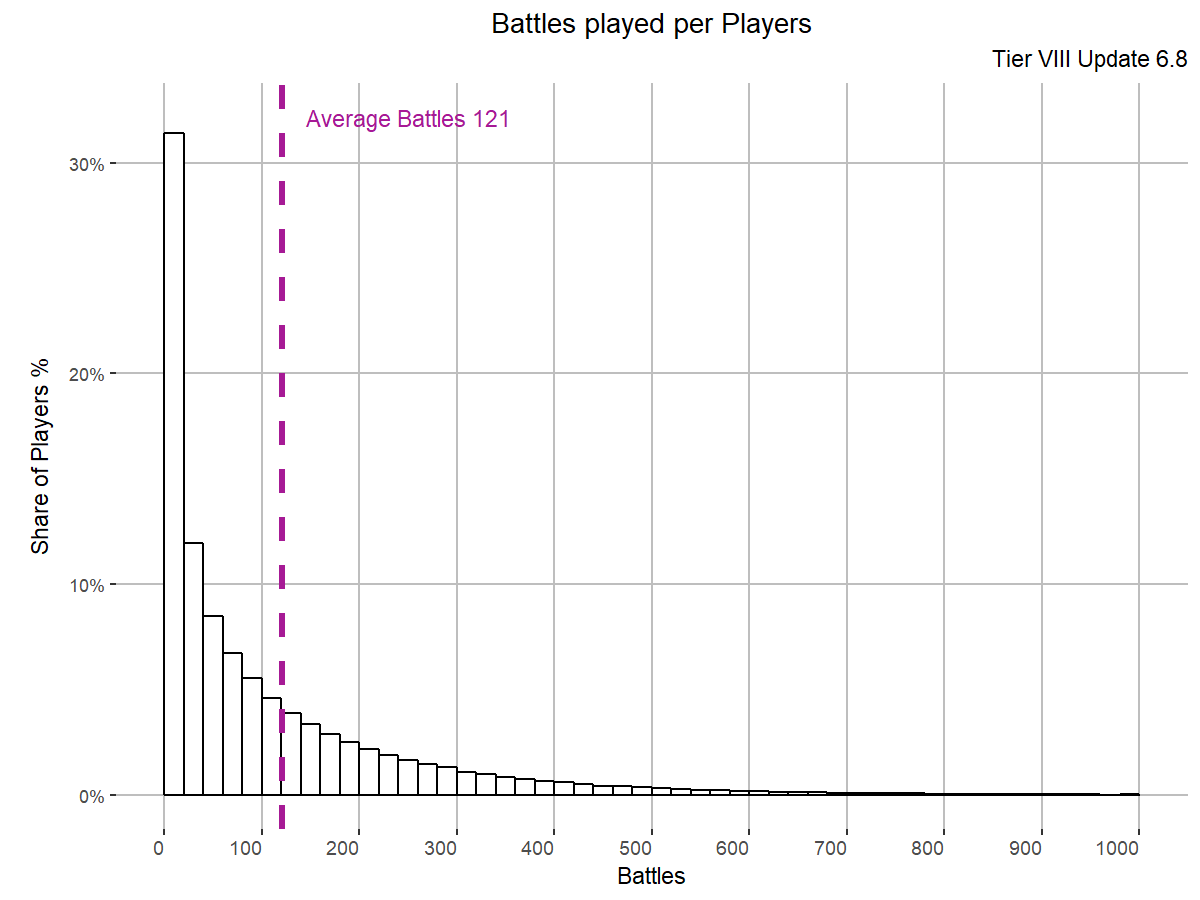 Battles played per Players
Tier VIII Update 6.8
Average Battles 121
Share of Players %
30%
20%
10%
0%
0 100 200 300 400 500 600 700 800 900 1000
Battles